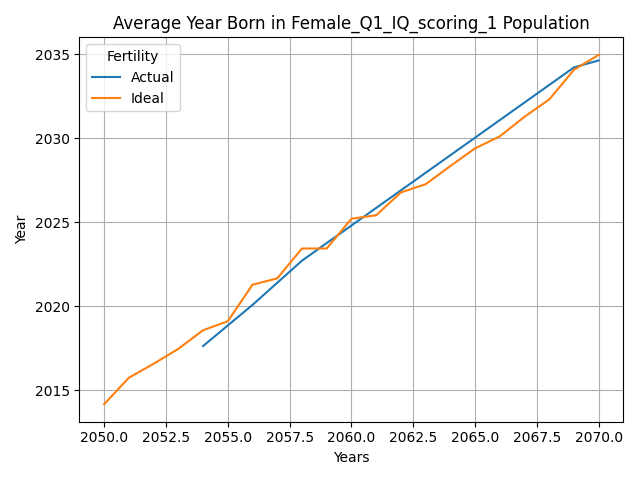 Average Year Born in Female_Q1_IQ_scoring_1 Population
Fertility
Actual
Ideal
2035
2030
2025
2020
2015
Year
2050.0 2052.5 2055.0 2057.5 2060.0 2062.5 2065.0 2067.5 2070.0
Years